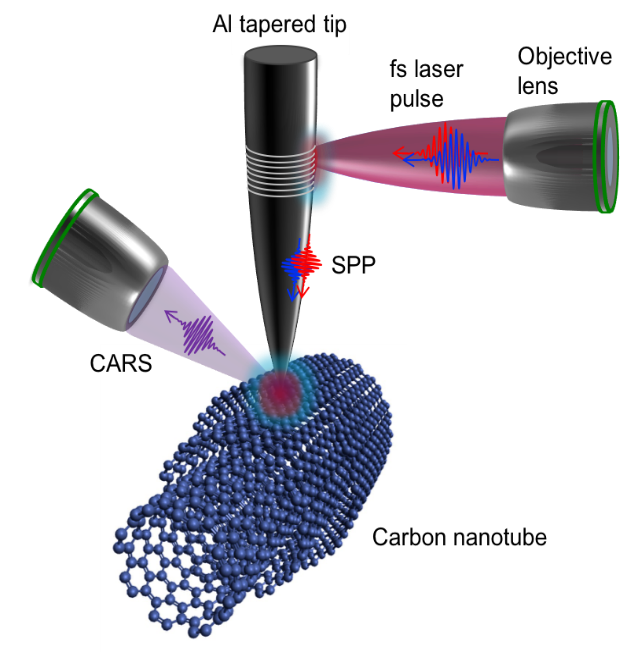 Al tapered tip
fs laser
pulse
Objective
lens
SPP
CARS
Carbon nanotube